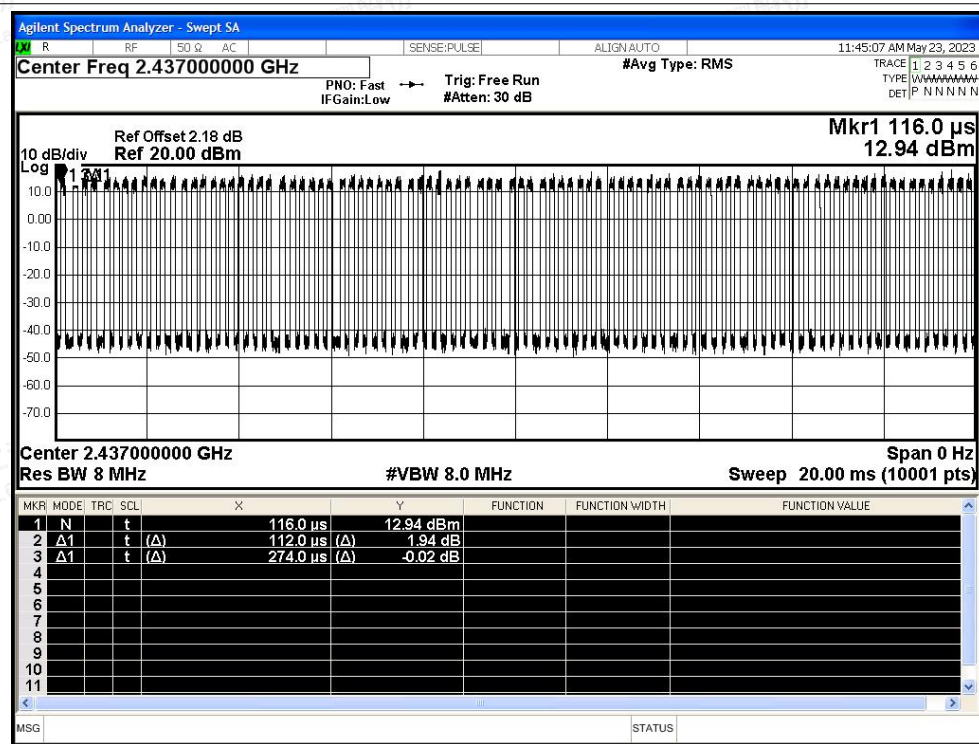 Agilent Spectrum Analyzer - Swept SA
LXI R RF 50 Ω AC SENSE:PULSE ALIGN AUTO 11:45:07 AM May 23, 2023
Center Freq 2.437000000 GHz #Avg Type: RMS TRACE 1 2 3 4 5 6
PNO: Fast Trig: Free Run TYPE WWWWWW
IFGain:Low #Atten: 30 dB DET P N N N N N
Mkr1 116.0 µs
12.94 dBm
Ref Offset 2.18 dB
10 dB/div Ref 20.00 dBm
Log
10.0
0.00
-10.0
-20.0
-30.0
-40.0
-50.0
-60.0
-70.0
Center 2.437000000 GHz Span 0 Hz
Res BW 8 MHz #VBW 8.0 MHz Sweep 20.00 ms (10001 pts)
MKR MODE TRC SCL X Y FUNCTION FUNCTION WIDTH FUNCTION VALUE
1 N t 116.0 µs 12.94 dBm
2 Δ1 t (Δ) 112.0 µs (Δ) 1.94 dB
3 Δ1 t (Δ) 274.0 µs (Δ) -0.02 dB
4
5
6
7
8
9
10
11
MSG STATUS